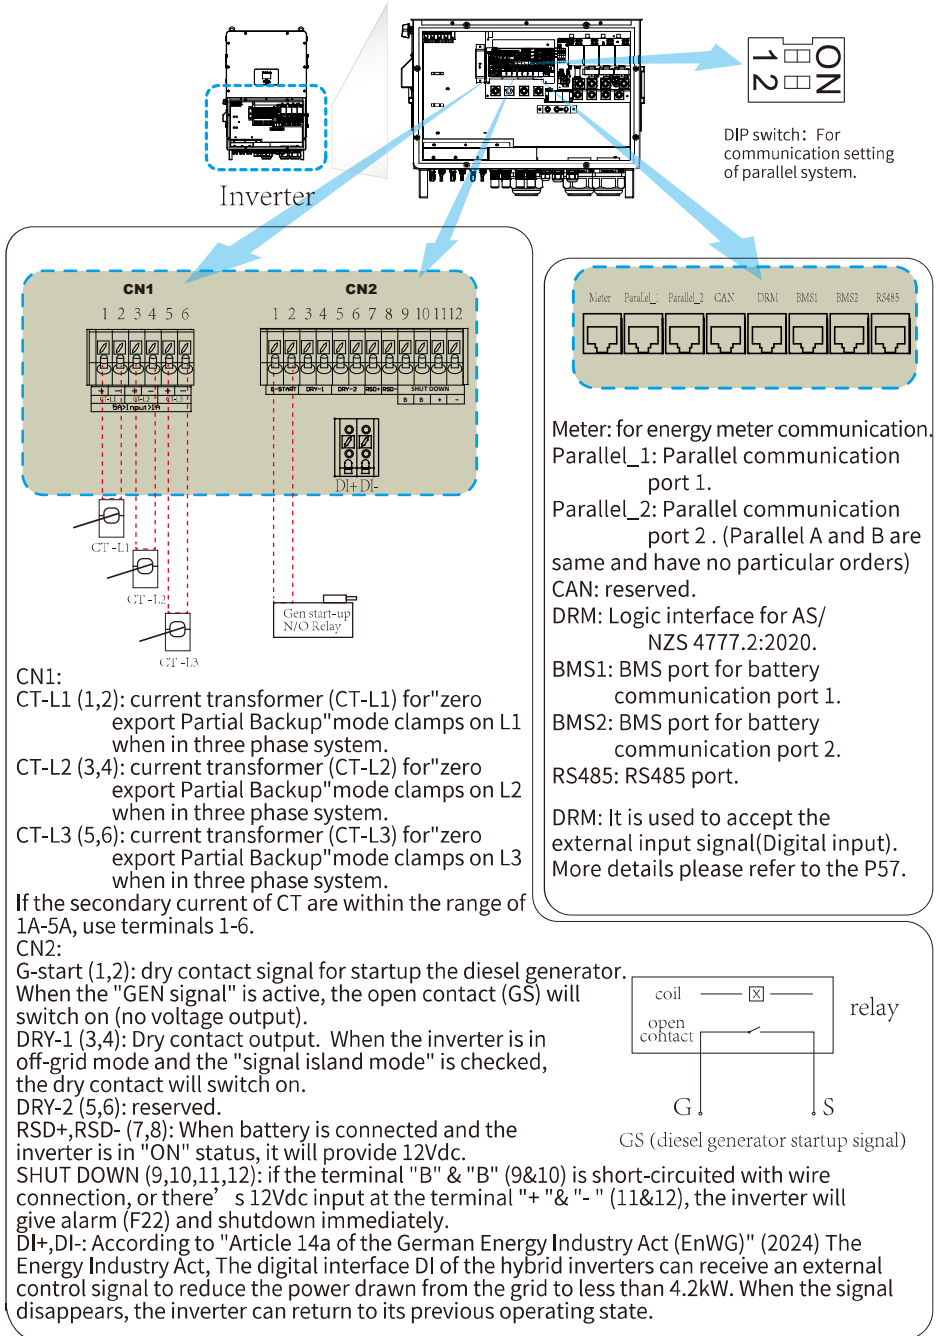 ON
1 2
DIP switch: For
communication setting
of parallel system.
Inverter
CN1
CN2
1 2 3 4 5 6
1 2 3 4 5 6 7 8 9 10 11 12
+ - + - + -
CT-L1 CT-L2 CT-L3
5A>Input>1A
G-START DRY-1 DRY-2 RSD+ RSD- SHUT DOWN
B B + -
DI+ DI-
CT -L1
CT -L2
CT -L3
Gen start-up
N/O Relay
Meter Parallel_1 Parallel_2 CAN DRM BMS1 BMS2 RS485
Meter: for energy meter communication.
Parallel_1: Parallel communication
port 1.
Parallel_2: Parallel communication
port 2 . (Parallel A and B are
same and have no particular orders)
CAN: reserved.
DRM: Logic interface for AS/
NZS 4777.2:2020.
BMS1: BMS port for battery
communication port 1.
BMS2: BMS port for battery
communication port 2.
RS485: RS485 port.
DRM: It is used to accept the
external input signal(Digital input).
More details please refer to the P57.
CN1:
CT-L1 (1,2): current transformer (CT-L1) for"zero
export Partial Backup"mode clamps on L1
when in three phase system.
CT-L2 (3,4): current transformer (CT-L2) for"zero
export Partial Backup"mode clamps on L2
when in three phase system.
CT-L3 (5,6): current transformer (CT-L3) for"zero
export Partial Backup"mode clamps on L3
when in three phase system.
If the secondary current of CT are within the range of
1A-5A, use terminals 1-6.
CN2:
G-start (1,2): dry contact signal for startup the diesel generator.
When the "GEN signal" is active, the open contact (GS) will
switch on (no voltage output).
DRY-1 (3,4): Dry contact output. When the inverter is in
off-grid mode and the "signal island mode" is checked,
the dry contact will switch on.
DRY-2 (5,6): reserved.
RSD+,RSD- (7,8): When battery is connected and the
inverter is in "ON" status, it will provide 12Vdc.
SHUT DOWN (9,10,11,12): if the terminal "B" & "B" (9&10) is short-circuited with wire
connection, or there’ s 12Vdc input at the terminal "+ "& "- " (11&12), the inverter will
give alarm (F22) and shutdown immediately.
DI+,DI-: According to "Article 14a of the German Energy Industry Act (EnWG)" (2024) The
Energy Industry Act, The digital interface DI of the hybrid inverters can receive an external
control signal to reduce the power drawn from the grid to less than 4.2kW. When the signal
disappears, the inverter can return to its previous operating state.
coil
x
relay
open
contact
G
S
GS (diesel generator startup signal)